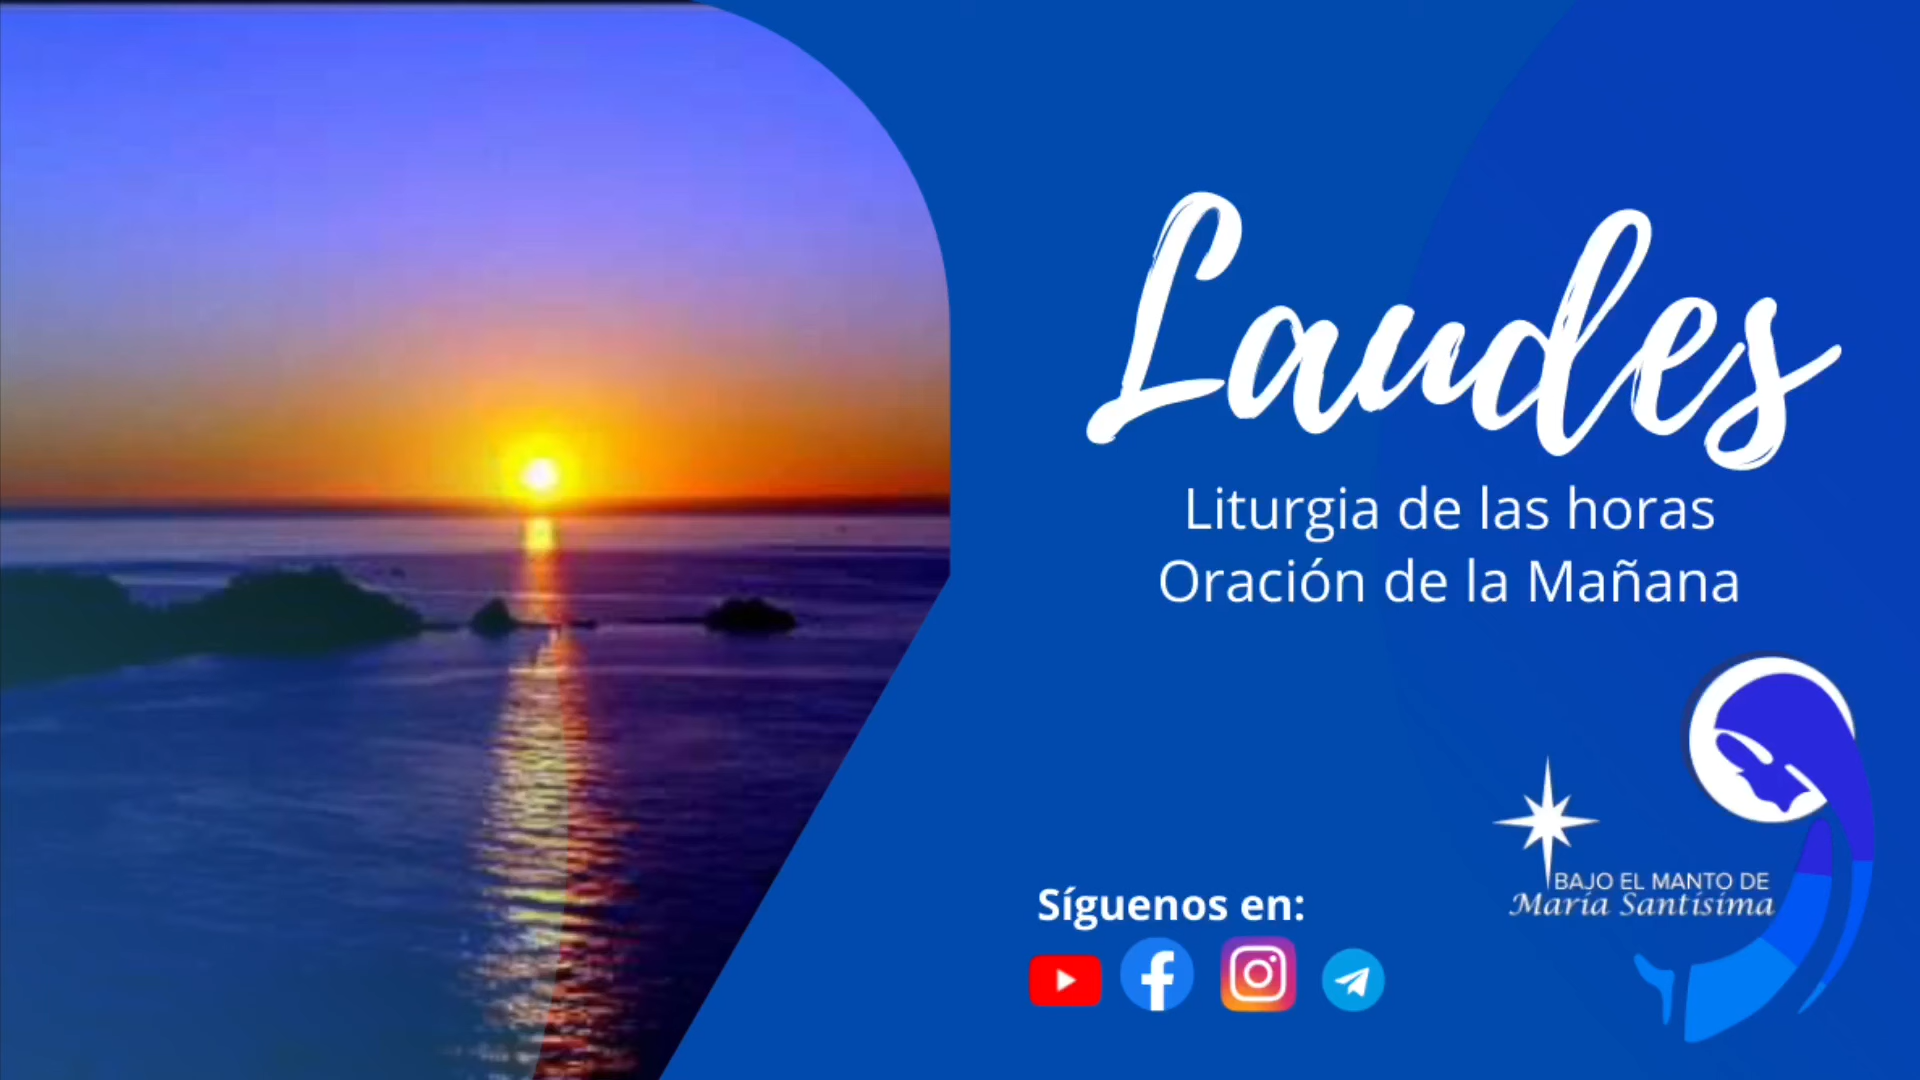 Laudes
Liturgia de las horas
Oración de la Mañana
BAJO EL MANTO DE
María Santísima
Síguenos en: